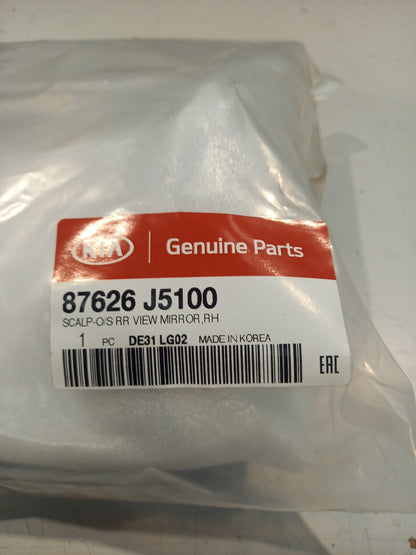 KIA Genuine Parts
87626 J5100
SCALP-O/S RR VIEW MIRROR,RH
1 PC DE31 LG02 MADE IN KOREA
EAC